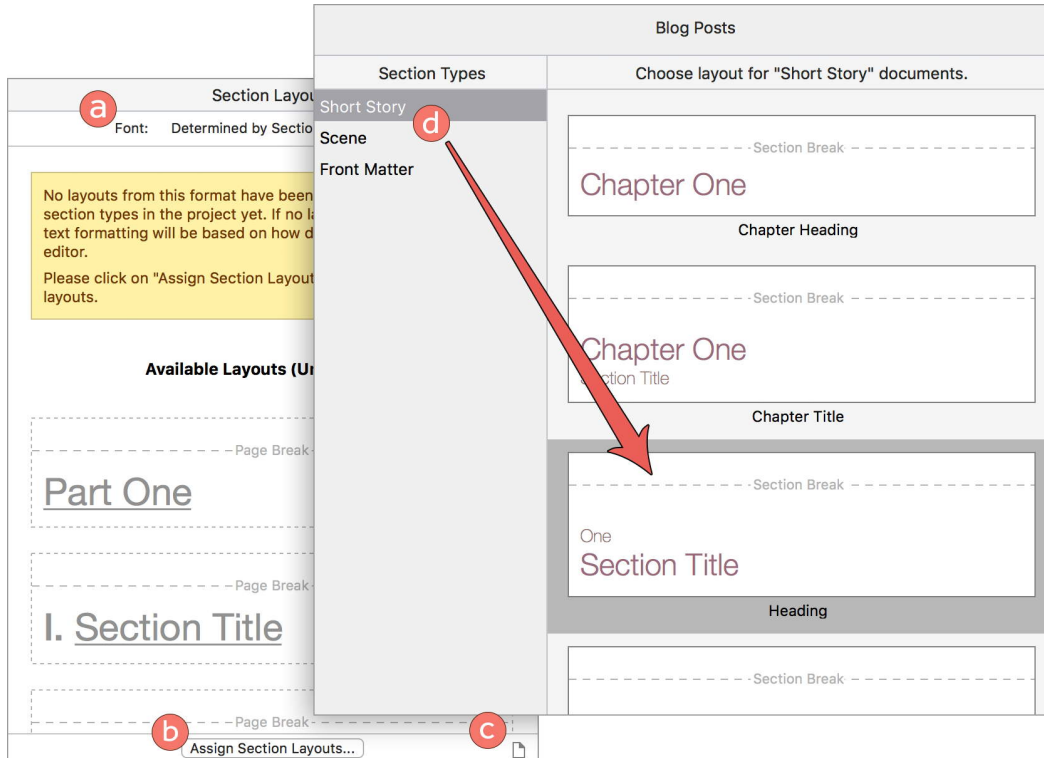 Blog Posts
Section Types
Choose layout for "Short Story" documents.
Short Story
Scene
Front Matter
d
Section Break
Chapter One
Chapter Heading
Section Break
Chapter One
Section Title
Chapter Title
Section Break
One
Section Title
Heading
Section Break
a
Section Layou
Font: Determined by Sectio
No layouts from this format have been
section types in the project yet. If no
text formatting will be based on how d
editor.
Please click on "Assign Section Layout
layouts.
Available Layouts (Un
Page Break
Part One
Page Break
I. Section Title
Page Break
b
c
Assign Section Layouts...